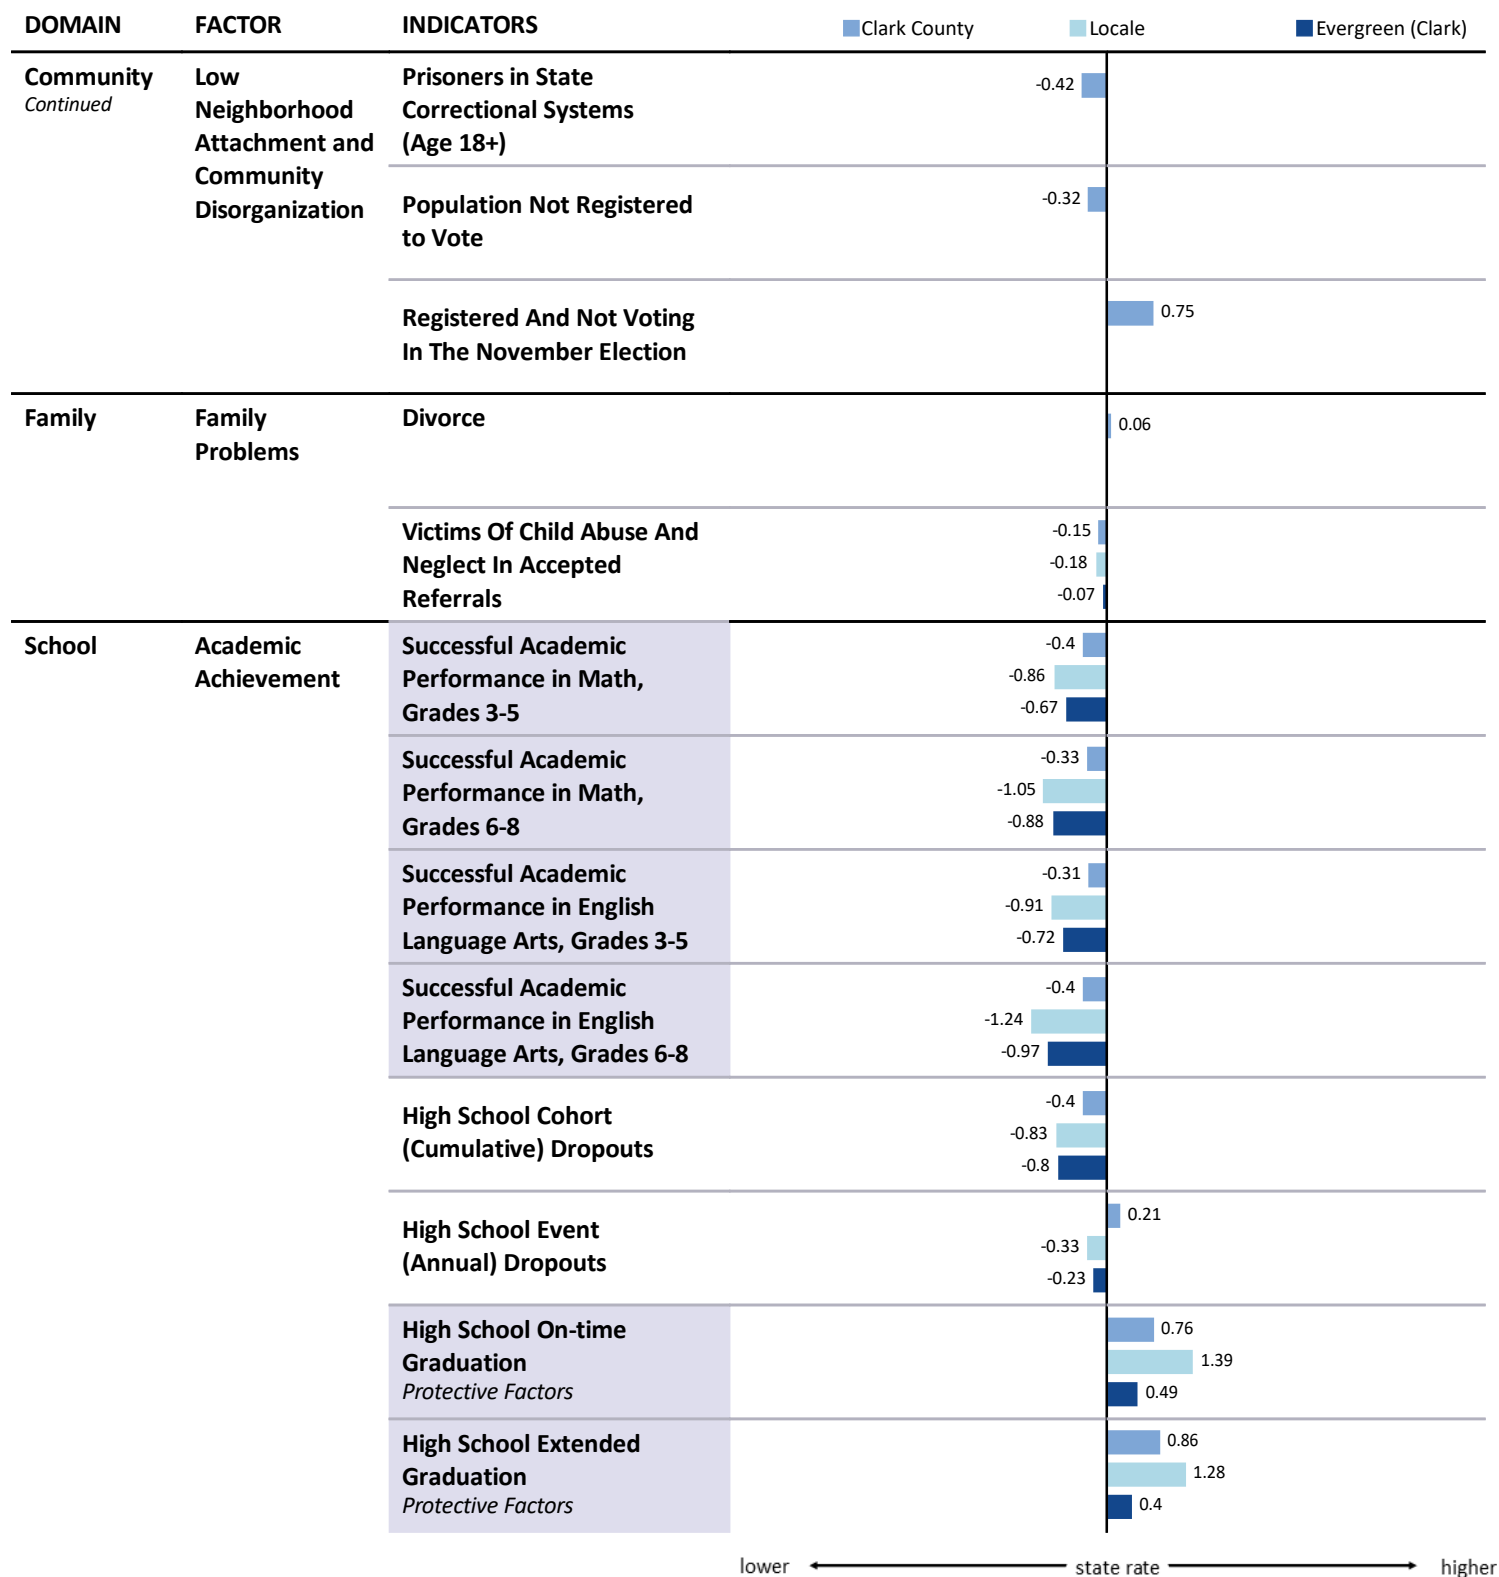 DOMAIN FACTOR INDICATORS Clark County Locale Evergreen (Clark)
Community
Continued
Low
Neighborhood
Attachment and
Community
Disorganization
Prisoners in State
Correctional Systems
(Age 18+)
-0.42
Population Not Registered
to Vote
-0.32
Registered And Not Voting
In The November Election
0.75
Family
Family
Problems
Divorce
0.06
Victims Of Child Abuse And
Neglect In Accepted
Referrals
-0.15
-0.18
-0.07
School
Academic
Achievement
Successful Academic
Performance in Math,
Grades 3-5
-0.4
-0.86
-0.67
Successful Academic
Performance in Math,
Grades 6-8
-0.33
-1.05
-0.88
Successful Academic
Performance in English
Language Arts, Grades 3-5
-0.31
-0.91
-0.72
Successful Academic
Performance in English
Language Arts, Grades 6-8
-0.4
-1.24
-0.97
High School Cohort
(Cumulative) Dropouts
-0.4
-0.83
-0.8
High School Event
(Annual) Dropouts
0.21
-0.33
-0.23
High School On-time
Graduation
Protective Factors
0.76
1.39
0.49
High School Extended
Graduation
Protective Factors
0.86
1.28
0.4
lower state rate higher